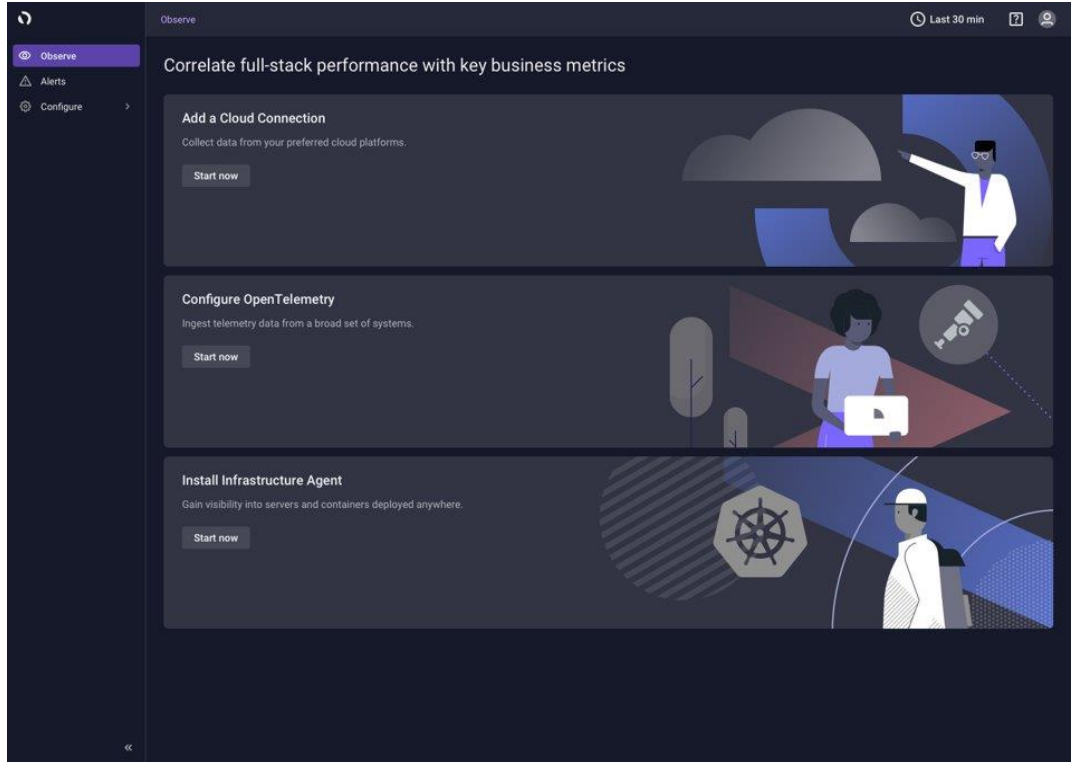 Observe
Last 30 min
?
Observe
Alerts
Configure
Correlate full-stack performance with key business metrics
Add a Cloud Connection
Collect data from your preferred cloud platforms.
Start now
Configure OpenTelemetry
Ingest telemetry data from a broad set of systems.
Start now
Install Infrastructure Agent
Gain visibility into servers and containers deployed anywhere.
Start now